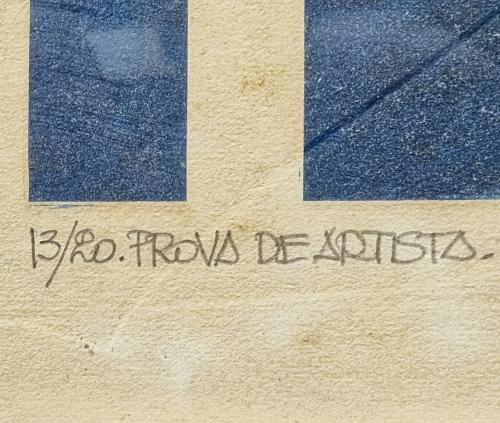 13/20. PROVA DE ARTISTA.